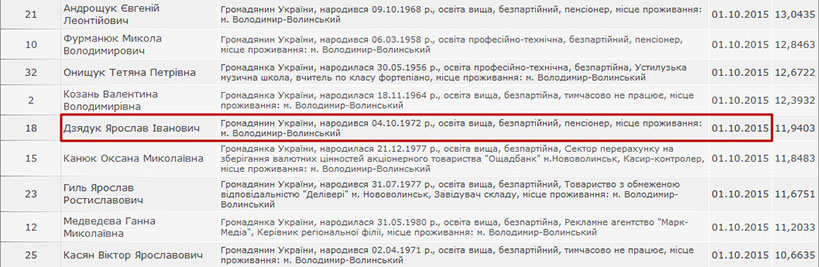 21 Андрощук Євгеній Громадянин України, народився 09.10.1968 р., освіта вища, безпартійний, пенсіонер, місце проживання: 01.10.2015 13,0435
Леонтійович м. Володимир-Волинський
10 Фурманюк Микола Громадянин України, народився 06.03.1958 р., освіта професійно-технічна, безпартійний, пенсіонер, 01.10.2015 12,8463
Володимирович місце проживання: м. Володимир-Волинський
32 Онищук Тетяна Петрівна Громадянка України, народилася 30.05.1956 р., освіта професійно-технічна, безпартійна, Устилузька 01.10.2015 12,6722
музична школа, вчитель по класу фортепіано, місце проживання: м. Володимир-Волинський
2 Козань Валентина Громадянка України, народилася 18.11.1964 р., освіта вища, безпартійна, тимчасово не працює, місце 01.10.2015 12,3932
Володимирівна проживання: м. Володимир-Волинський
18 Дзядук Ярослав Іванович Громадянин України, народився 04.10.1972 р., освіта вища, безпартійний, пенсіонер, місце проживання: 01.10.2015 11,9403
м. Володимир-Волинський
15 Канюк Оксана Миколаївна Громадянка України, народилася 21.12.1977 р., освіта вища, безпартійна, Сектор перерахунку на 01.10.2015 11,8483
зберігання валютних цінностей акціонерного товариства "Ощадбанк" м.Нововолинськ, Касир-контролер,
місце проживання: м. Володимир-Волинський
23 Гиль Ярослав Громадянин України, народився 31.07.1977 р., освіта вища, безпартійний, Товариство з обмеженою 01.10.2015 11,6751
Ростиславович відповідальністю "Делівері" м. Нововолинськ, Завідувач складу, місце проживання: м. Володимир-
Волинський
12 Медведєва Ганна Громадянка України, народилася 31.05.1980 р., освіта вища, безпартійна, Рекламне агентство "Марк- 01.10.2015 11,2033
Миколаївна Медіа", Керівник регіональної філії, місце проживання: м. Володимир-Волинський
25 Касян Віктор Ярославович Громадянин України, народився 02.04.1971 р., освіта вища, безпартійний, тимчасово не працює, місце 01.10.2015 10,6635
проживання: м. Володимир-Волинський